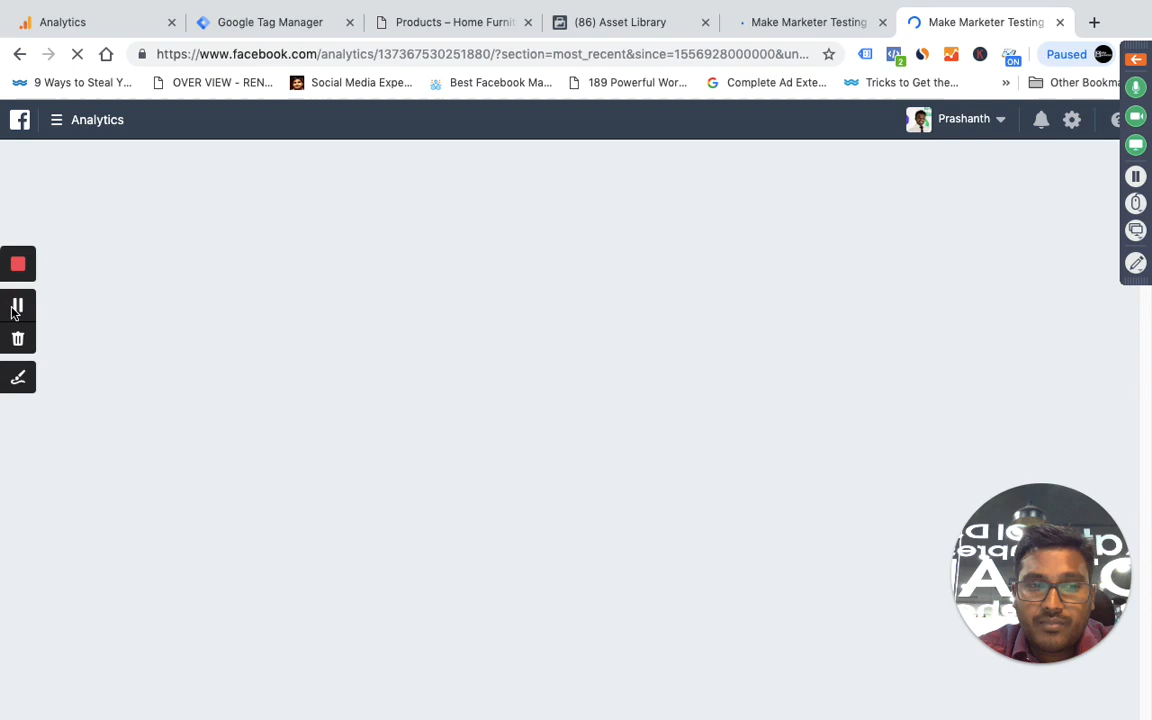 Analytics
Google Tag Manager
Products – Home Furnit
(86) Asset Library
Make Marketer Testing
Make Marketer Testing
https://www.facebook.com/analytics/137367530251880/?section=most_recent&since=1556928000000&un...
2
ON
Paused
9 Ways to Steal Y...
OVER VIEW - REN...
Social Media Expe...
Best Facebook Ma...
189 Powerful Wor...
Complete Ad Exte...
Tricks to Get the...
»
Other Bookma
Analytics
Prashanth